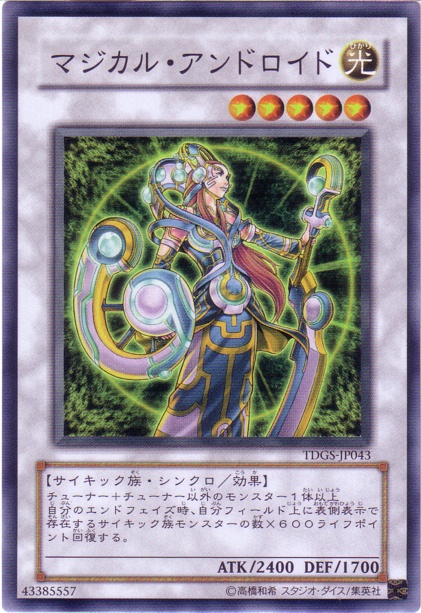 マジカル・アンドロイド
光
TDGS-JP043
【サイキック族・シンクロ/効果】
チューナー+チューナー以外のモンスター1体以上
自分のエンドフェイズ時、自分フィールド上に表側表示で
存在するサイキック族モンスターの数×600ライフポイ
ント回復する。
ATK/2400 DEF/1700
43385557
©高橋和希 スタジオ・ダイス/集英社